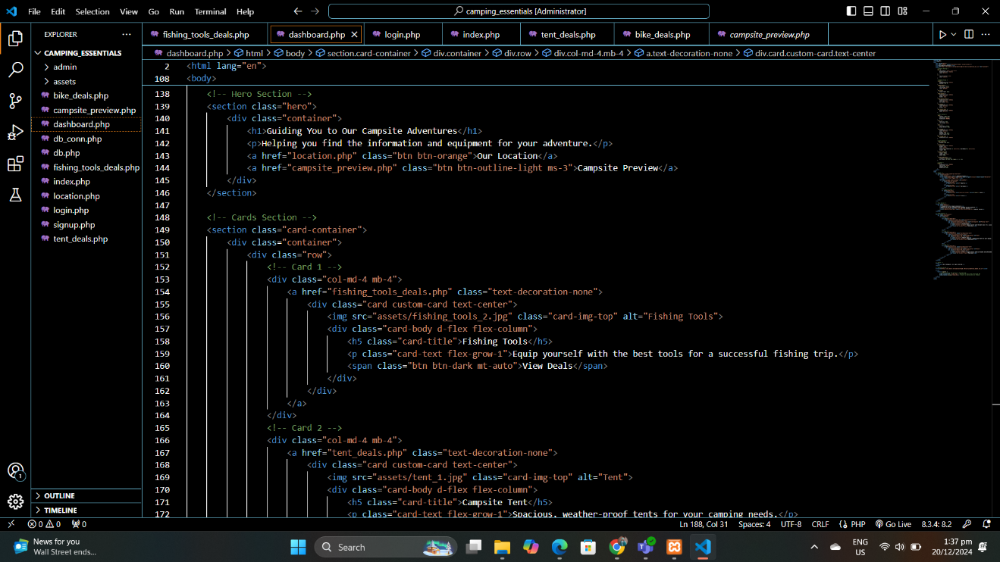 File Edit Selection View Go Run Terminal Help
camping_essentials [Administrator]
EXPLORER
CAMPING_ESSENTIALS
admin
assets
bike_deals.php
campsite_preview.php
dashboard.php
db_conn.php
db.php
fishing_tools_deals.php
index.php
location.php
login.php
signup.php
tent_deals.php
OUTLINE
TIMELINE
fishing_tools_deals.php dashboard.php login.php index.php tent_deals.php bike_deals.php campsite_preview.php
dashboard.php > html > body > section.card-container > div.container > div.row > div.col-md-4.mb-4 > a.text-decoration-none > div.card.custom-card.text-center
2 <html lang="en">
108 <body>
138 <!-- Hero Section -->
139 <section class="hero">
140 <div class="container">
141 <h1>Guiding You to Our Campsite Adventures</h1>
142 <p>Helping you find the information and equipment for your adventure.</p>
143 <a href="location.php" class="btn btn-orange">Our Location</a>
144 <a href="campsite_preview.php" class="btn btn-outline-light ms-3">Campsite Preview</a>
145 </div>
146 </section>
147
148 <!-- Cards Section -->
149 <section class="card-container">
150 <div class="container">
151 <div class="row">
152 <!-- Card 1 -->
153 <div class="col-md-4 mb-4">
154 <a href="fishing_tools_deals.php" class="text-decoration-none">
155 <div class="card custom-card text-center">
156 <img src="assets/fishing_tools_2.jpg" class="card-img-top" alt="Fishing Tools">
157 <div class="card-body d-flex flex-column">
158 <h5 class="card-title">Fishing Tools</h5>
159 <p class="card-text flex-grow-1">Equip yourself with the best tools for a successful fishing trip.</p>
160 <span class="btn btn-dark mt-auto">View Deals</span>
161 </div>
162 </div>
163 </a>
164 </div>
165 <!-- Card 2 -->
166 <div class="col-md-4 mb-4">
167 <a href="tent_deals.php" class="text-decoration-none">
168 <div class="card custom-card text-center">
169 <img src="assets/tent_1.jpg" class="card-img-top" alt="Tent">
170 <div class="card-body d-flex flex-column">
171 <h5 class="card-title">Campsite Tent</h5>
172 <p class="card-text flex-grow-1">Spacious, weather-proof tents for your camping needs.</p>
1
0 0 0
Ln 188, Col 31 Spaces: 4 UTF-8 CRLF PHP Go Live 8.3.4: 8.2
News for you
Wall Street ends...
Search
ENG
US
1:37 pm
20/12/2024